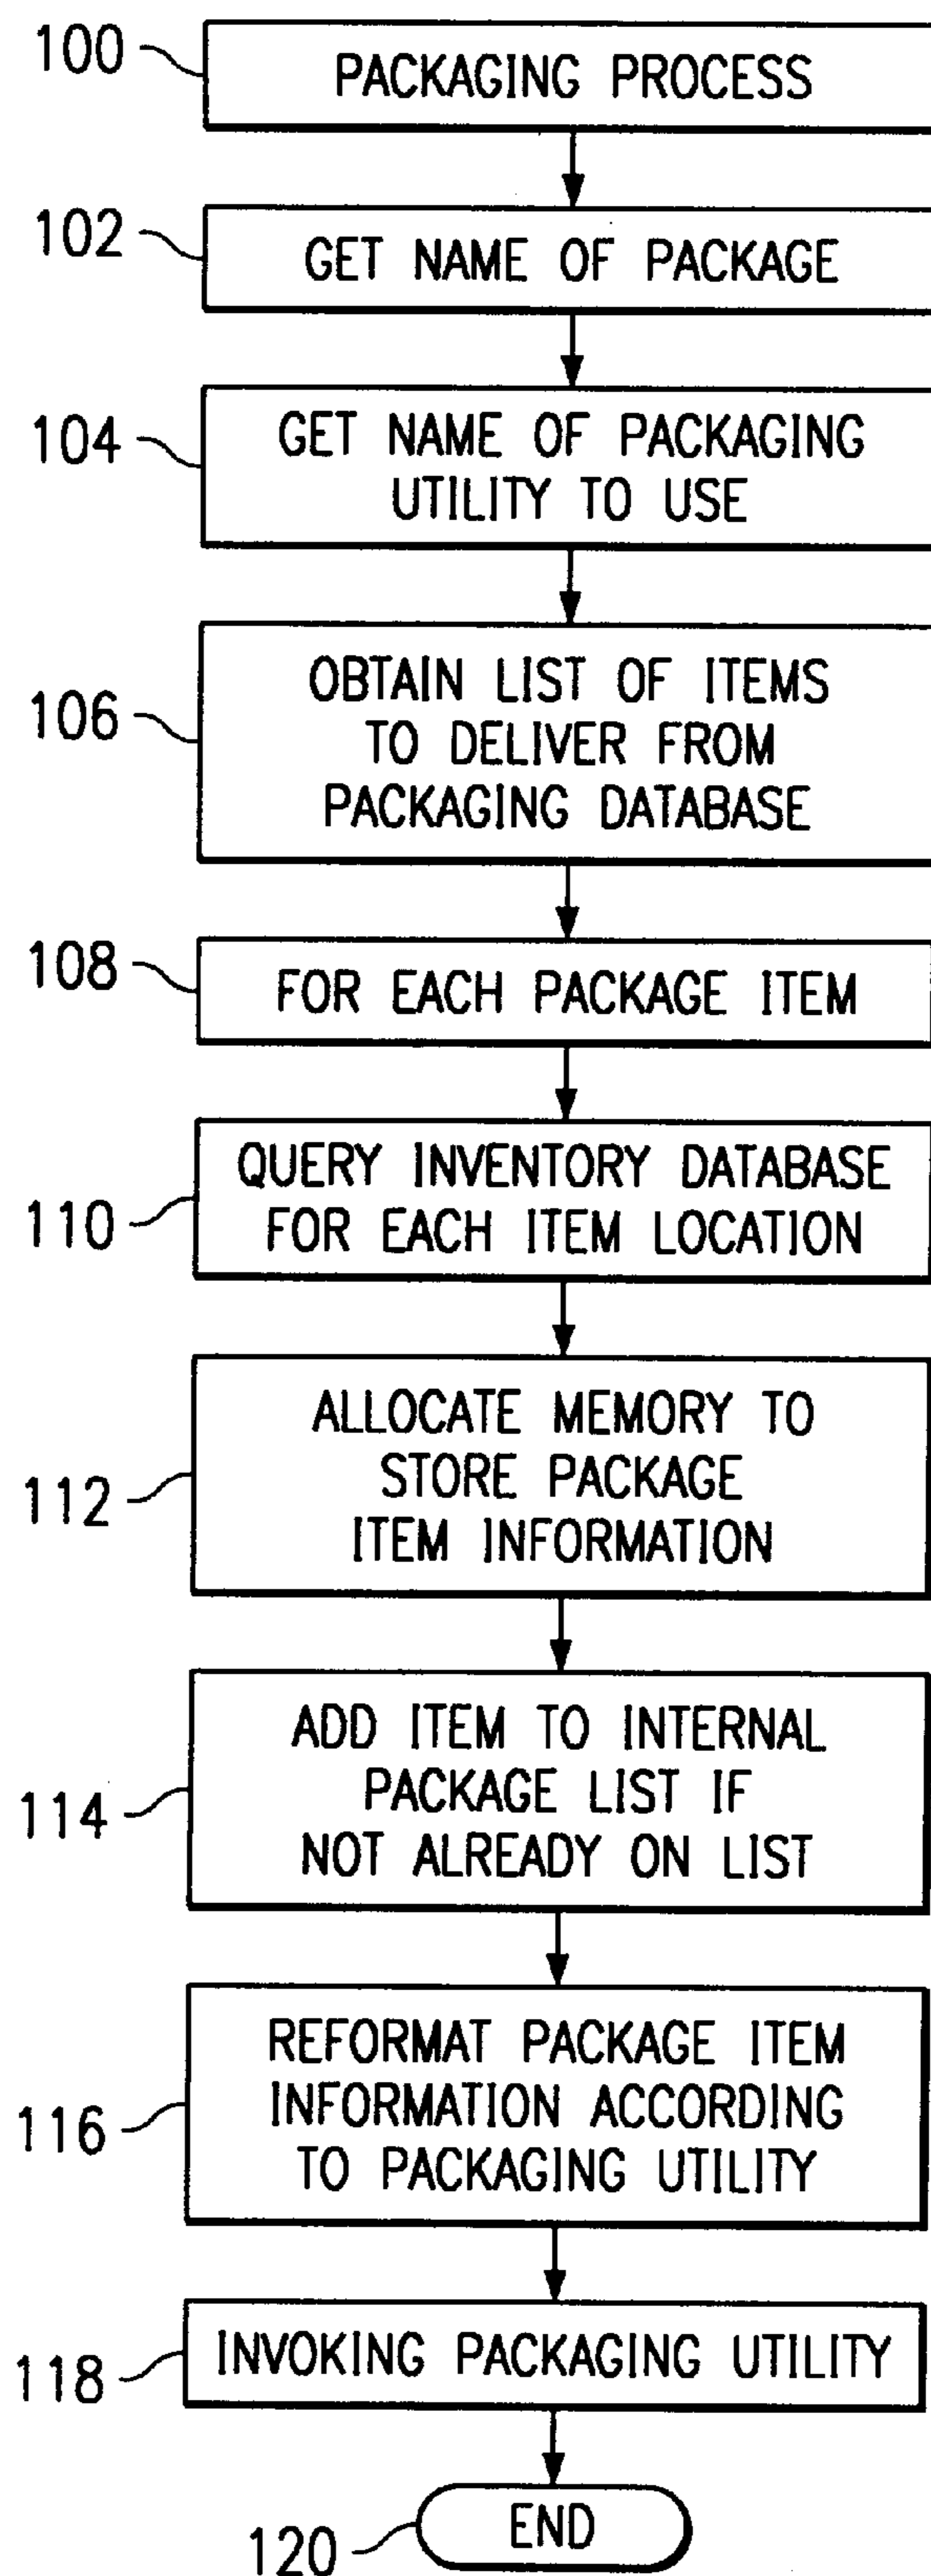 100
PACKAGING PROCESS
102
GET NAME OF PACKAGE
104
GET NAME OF PACKAGING
UTILITY TO USE
106
OBTAIN LIST OF ITEMS
TO DELIVER FROM
PACKAGING DATABASE
108
FOR EACH PACKAGE ITEM
110
QUERY INVENTORY DATABASE
FOR EACH ITEM LOCATION
112
ALLOCATE MEMORY TO
STORE PACKAGE
ITEM INFORMATION
114
ADD ITEM TO INTERNAL
PACKAGE LIST IF
NOT ALREADY ON LIST
116
REFORMAT PACKAGE ITEM
INFORMATION ACCORDING
TO PACKAGING UTILITY
118
INVOKING PACKAGING UTILITY
120
END